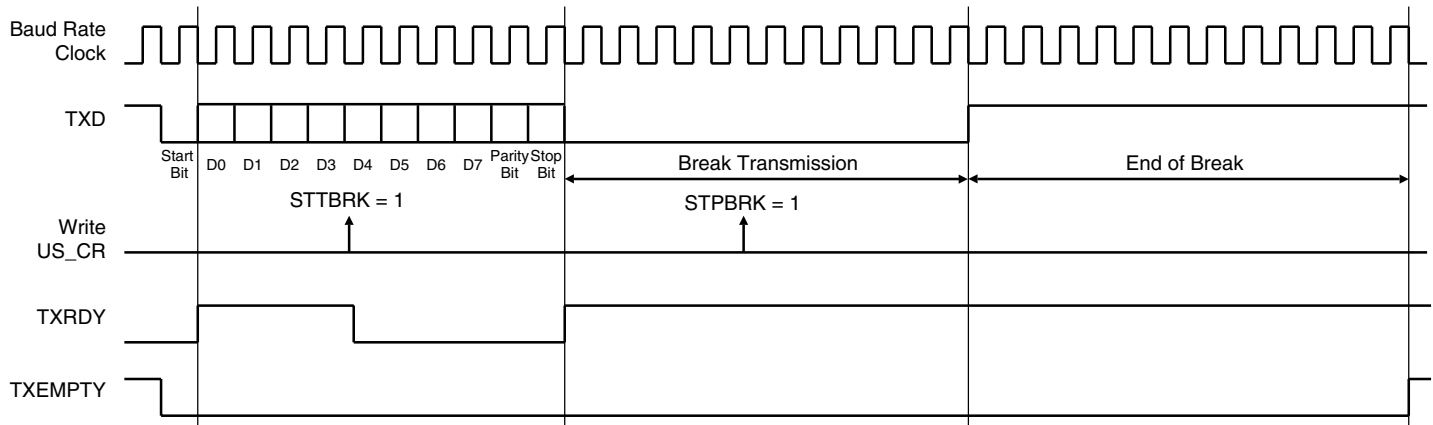 Baud Rate
Clock
TXD
Start
Bit
D0 D1 D2 D3 D4 D5 D6 D7
Parity
Bit
Stop
Bit
Break Transmission
End of Break
STTBRK = 1
STPBRK = 1
Write
US_CR
TXRDY
TXEMPTY